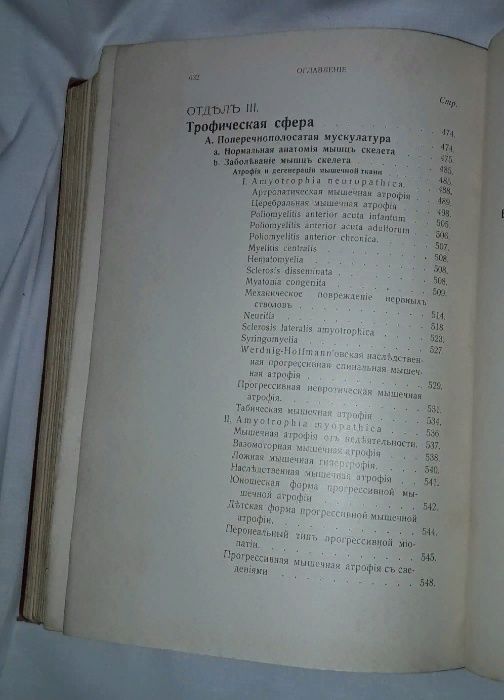 632 ОГЛАВЛЕНІЕ
Стр.
ОТДѢЛЪ III.
Трофическая сфера . . . . . . 474.
А. Поперечнополосатая мускулатура . . . 474.
а. Нормальная анатомія мышцъ скелета . . . 475.
b. Заболѣваніе мышцъ скелета . . . . 485.
Атрофія и дегенерація мышечной ткани . . . 485.
I. Amyotrophia neuropathica. . . . 488.
Артропатическая мышечная атрофія . . . 489.
Церебральная мышечная атрофія . . . 498.
Poliomyelitis anterior acuta infantum . . . 505.
Poliomyelitis anterior acuta adultorum . . . 506.
Poliomyelitis anterior chronica. . . . 507.
Myelitis centralis . . . . 508.
Hematomyelia . . . . 508.
Sclerosis disseminata . . . . 508.
Myatoma congenita . . . . 509.
Механическое поврежденіе нервныхъ
стволовъ . . . . 514.
Neuritis . . . . 518
Sclerosis lateralis amyotrophica . . . . 523.
Syringomyelia . . . . 527.
Werdnig-Hoffmann'овская наслѣдствен-
ная прогрессивная спинальная мышеч-
ная атрофія . . . . 529.
Прогрессивная невротическая мышечная
атрофія. . . . . 531.
Табическая мышечная атрофія . . . . 534.
II. Amyotrophia myopathica . . . . 536.
Мышечная атрофія отъ недѣятельности. 537.
Вазомоторная мышечная атрофія . . . . 538.
Ложная мышечная гипертрофія. . . . 540.
Наслѣдственная мышечная атрофія . . . 541.
Юношеская форма прогрессивной мы-
шечной атрофіи . . . . 542.
Дѣтская форма прогрессивной мышечной
атрофіи. . . . . 544.
Перонеальный типъ прогрессивной міо-
патіи. . . . . 545.
Прогрессивная мышечная атрофія съ све-
деніями . . . . 548.